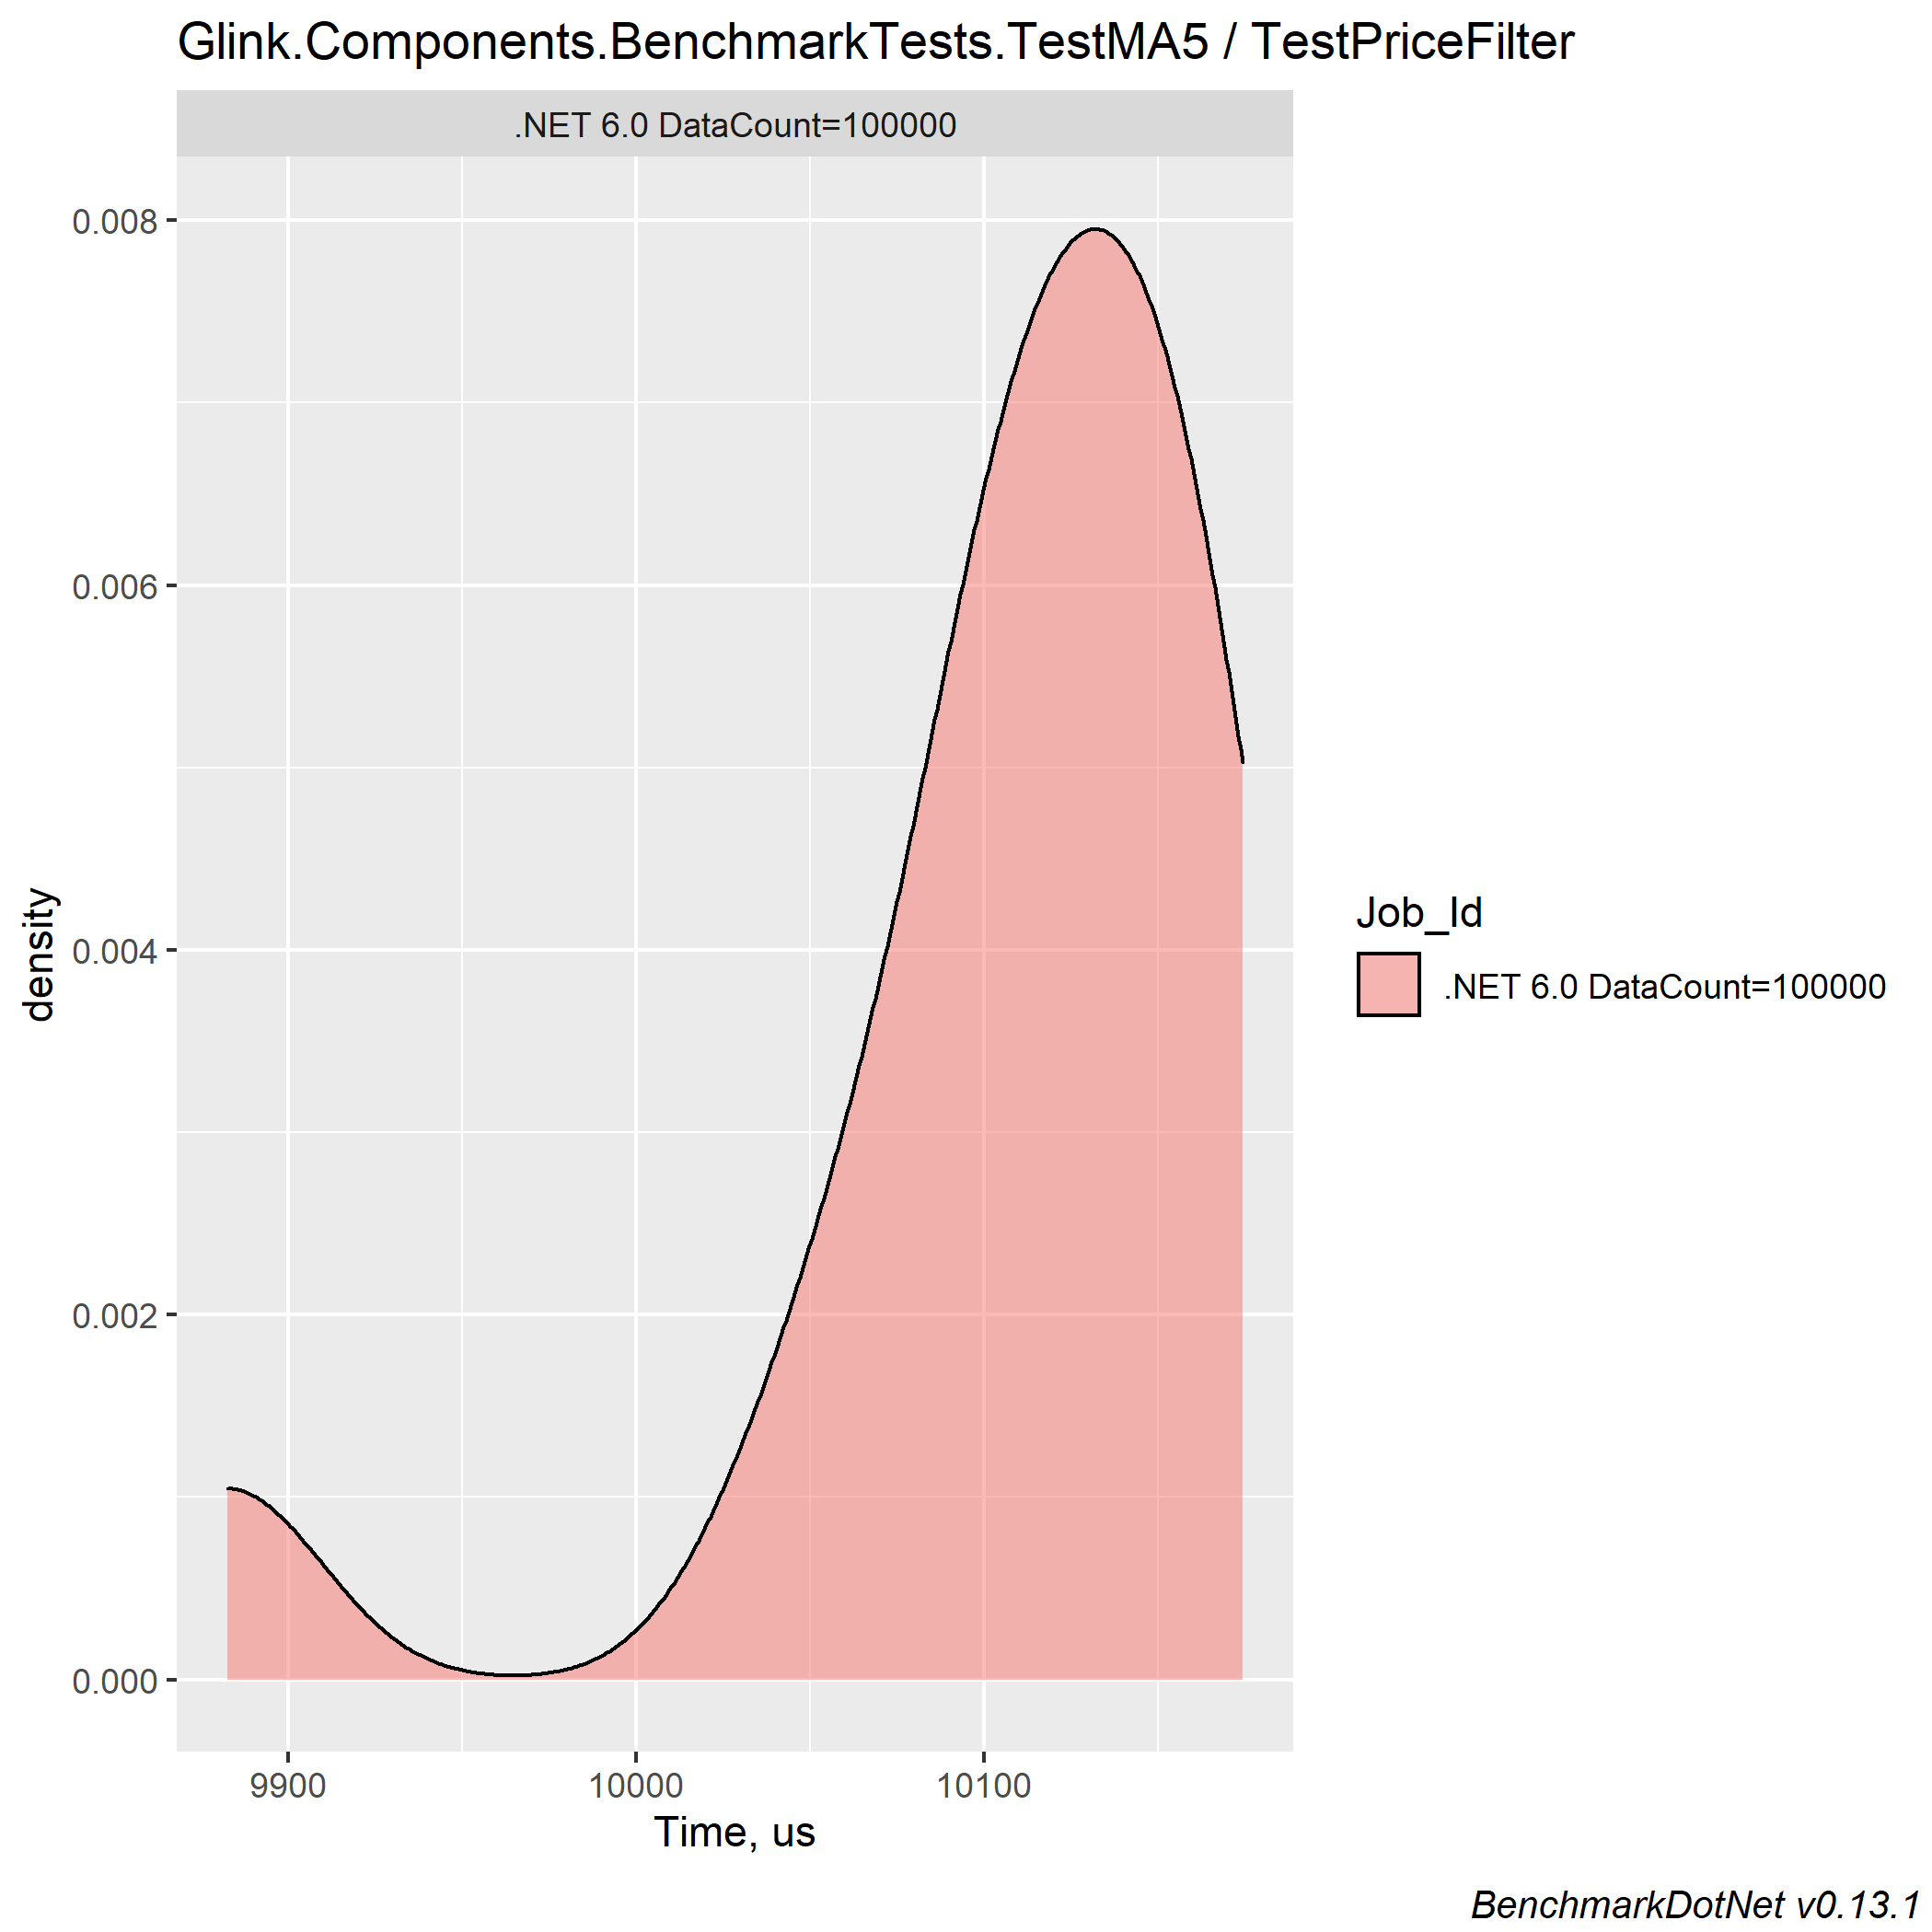 Glink.Components.BenchmarkTests.TestMA5 / TestPriceFilter
.NET 6.0 DataCount=100000
0.008
0.006
0.004
0.002
0.000
density
9900 10000 10100
Time, us
Job_Id
.NET 6.0 DataCount=100000
BenchmarkDotNet v0.13.1